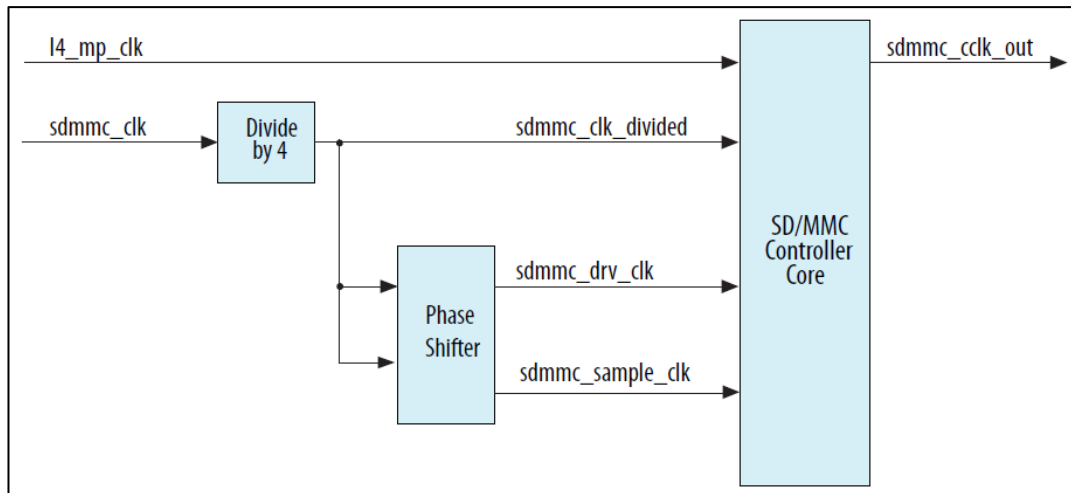 l4_mp_clk
sdmmc_cclk_out
sdmmc_clk
Divide
by 4
sdmmc_clk_divided
SD/MMC
Controller
Core
sdmmc_drv_clk
Phase
Shifter
sdmmc_sample_clk